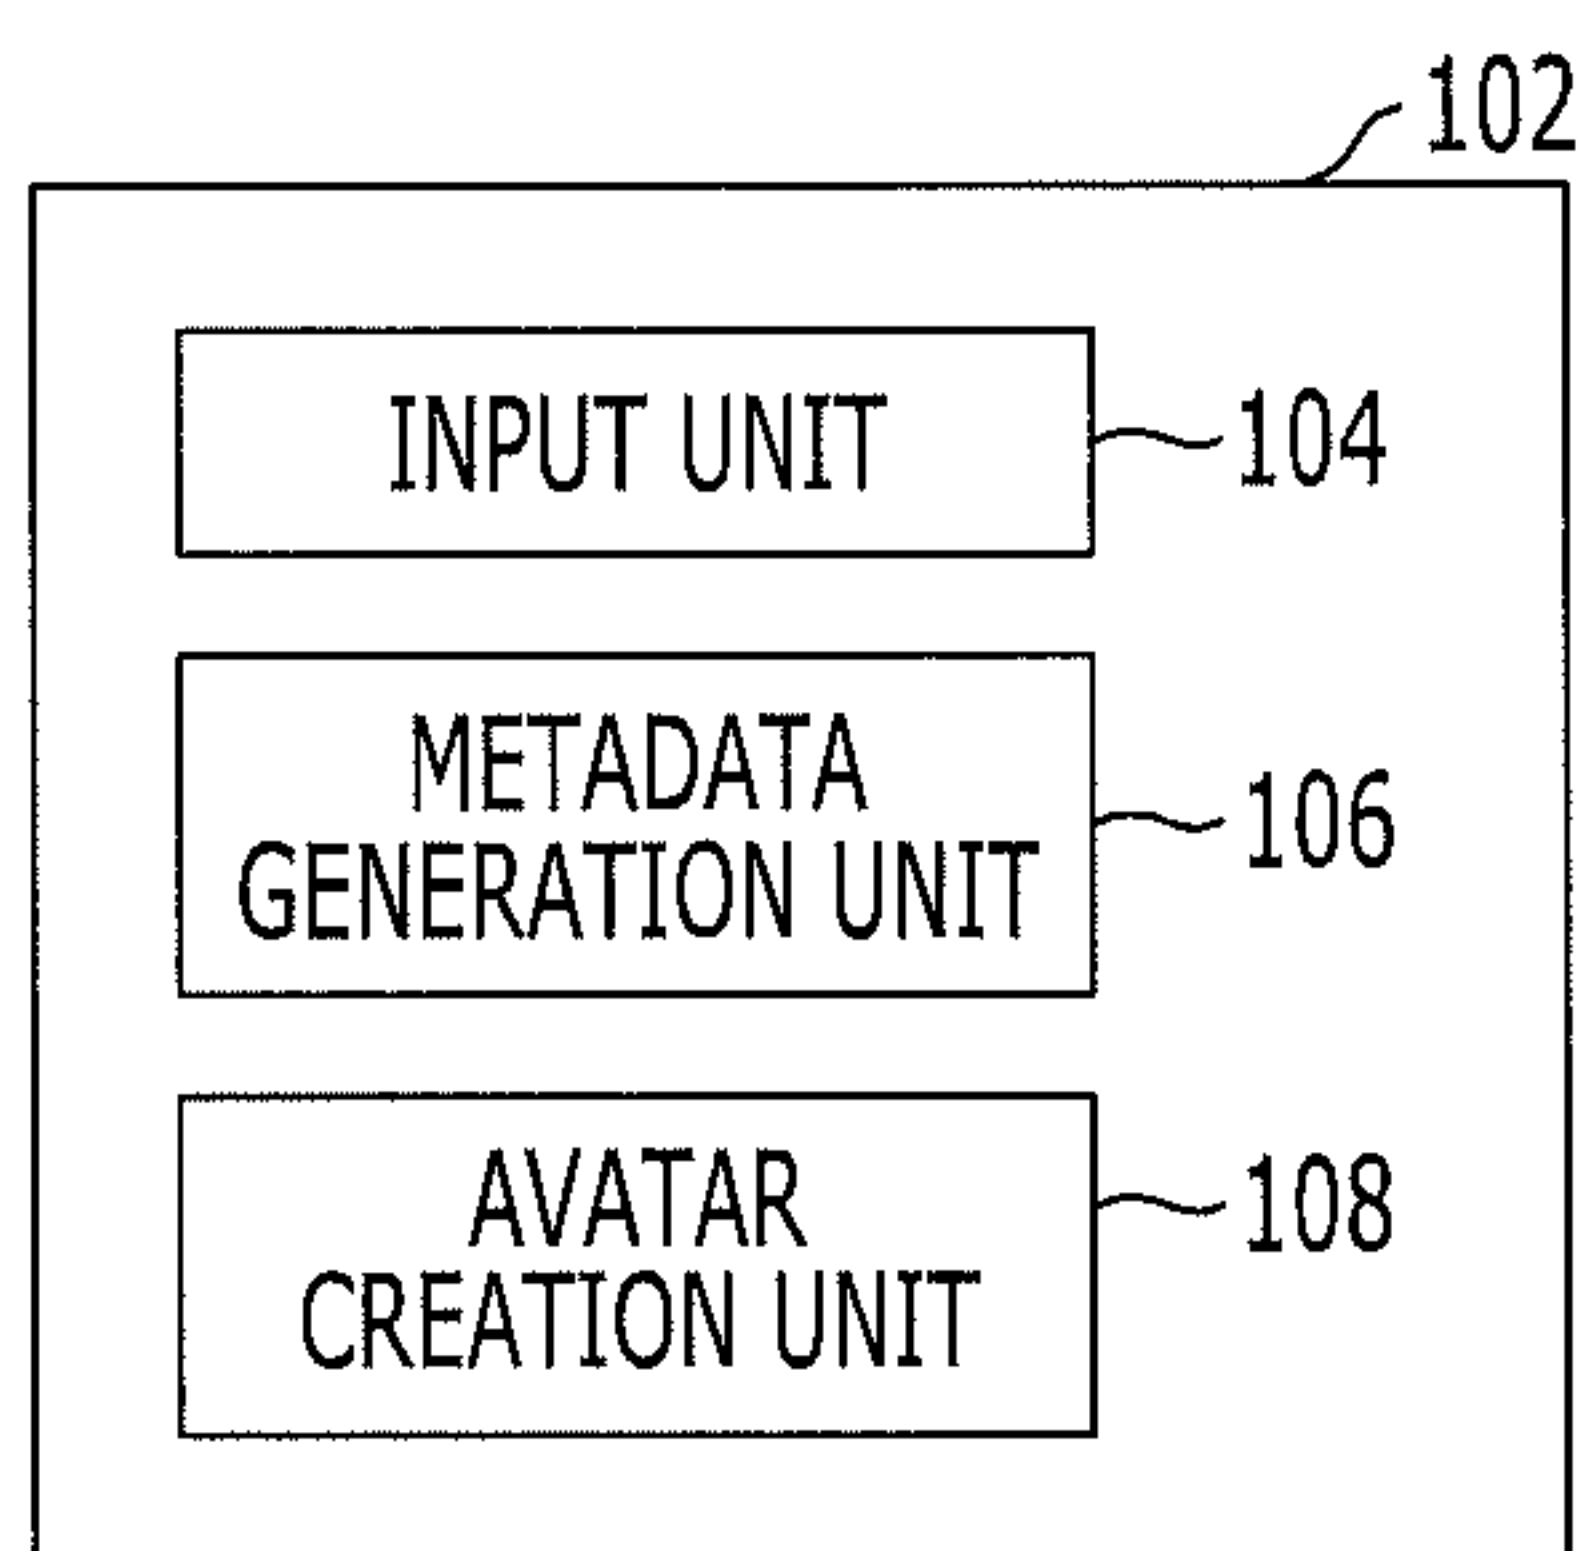 102
INPUT UNIT
104
METADATA
GENERATION UNIT
106
AVATAR
CREATION UNIT
108